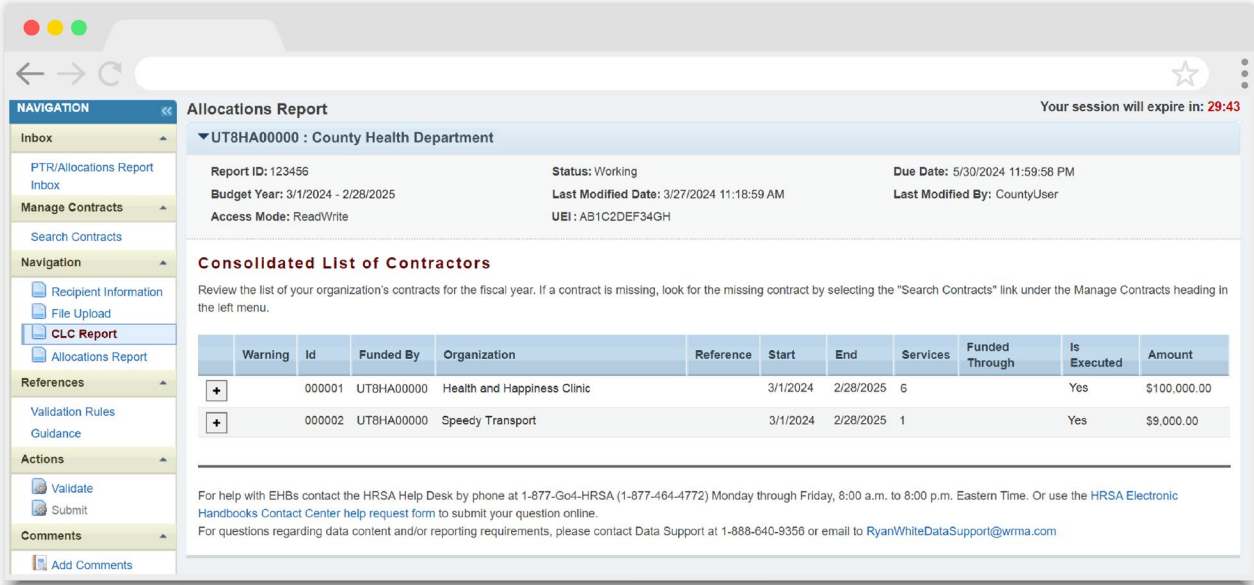 NAVIGATION
Inbox
PTR/Allocations Report
Inbox
Manage Contracts
Search Contracts
Navigation
Recipient Information
File Upload
CLC Report
Allocations Report
References
Validation Rules
Guidance
Actions
Validate
Submit
Comments
Add Comments
Allocations Report
Your session will expire in: 29:43
UT8HA00000 : County Health Department
Report ID: 123456 Status: Working Due Date: 5/30/2024 11:59:58 PM
Budget Year: 3/1/2024 - 2/28/2025 Last Modified Date: 3/27/2024 11:18:59 AM Last Modified By: CountyUser
Access Mode: ReadWrite UEI : AB1C2DEF34GH
Consolidated List of Contractors
Review the list of your organization's contracts for the fiscal year. If a contract is missing, look for the missing contract by selecting the "Search Contracts" link under the Manage Contracts heading in
the left menu.
Warning Id Funded By Organization Reference Start End Services Funded Through Is Executed Amount
+ 000001 UT8HA00000 Health and Happiness Clinic 3/1/2024 2/28/2025 6 Yes $100,000.00
+ 000002 UT8HA00000 Speedy Transport 3/1/2024 2/28/2025 1 Yes $9,000.00
For help with EHBs contact the HRSA Help Desk by phone at 1-877-Go4-HRSA (1-877-464-4772) Monday through Friday, 8:00 a.m. to 8:00 p.m. Eastern Time. Or use the HRSA Electronic
Handbooks Contact Center help request form to submit your question online.
For questions regarding data content and/or reporting requirements, please contact Data Support at 1-888-640-9356 or email to RyanWhiteDataSupport@wrma.com